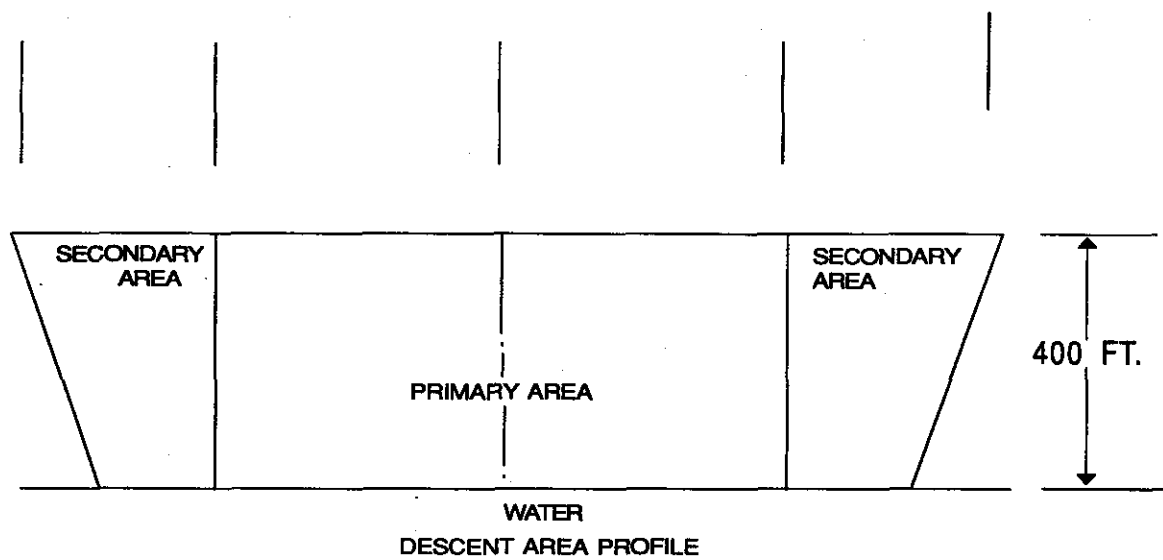 SECONDARY
AREA
SECONDARY
AREA
400 FT.
PRIMARY AREA
WATER
DESCENT AREA PROFILE